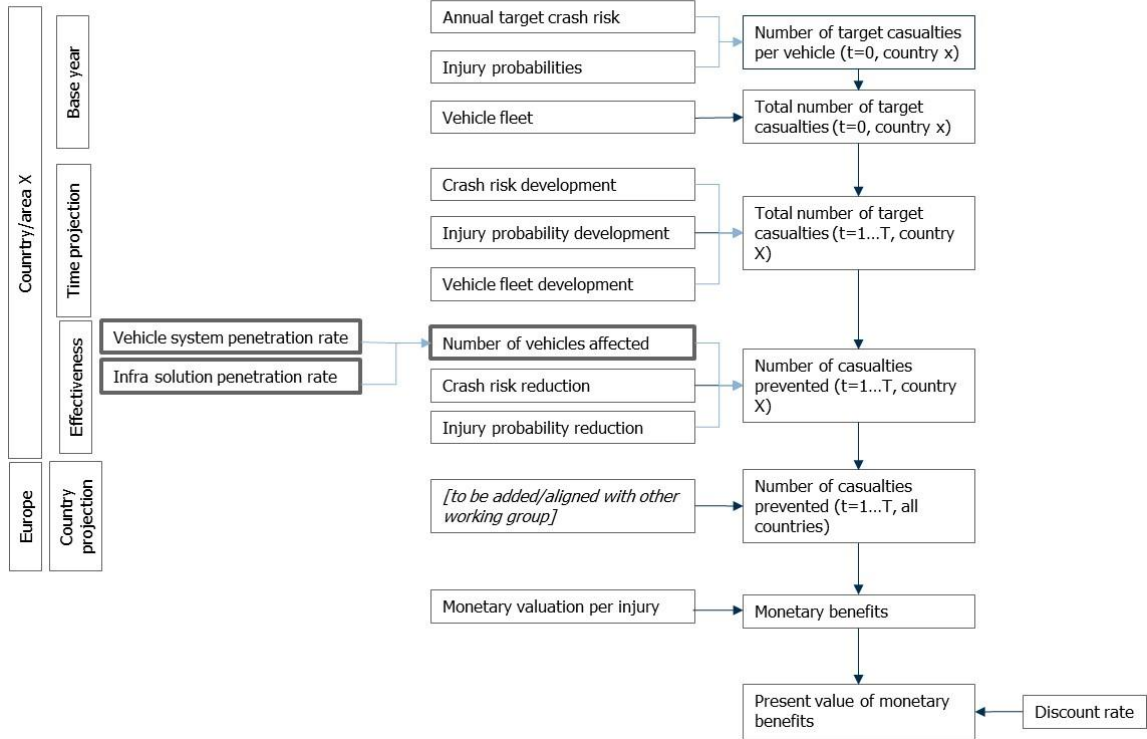 Counrtry/area X
Base year
Annual target crash risk
Injury probabilities
Number of target casualties
per vehicle (t=0, country x)
Vehicle fleet
Total number of target
casualties (t=0, country x)
Time projection
Crash risk development
Injury probability development
Vehicle fleet development
Total number of target
casualties (t=1...T, country
X)
Effectiveness
Vehicle system penetration rate
Infra solution penetration rate
Number of vehicles affected
Crash risk reduction
Injury probability reduction
Number of casualties
prevented (t=1...T, country
X)
Europe
Country
projection
[to be added/aligned with other
working group]
Number of casualties
prevented (t=1...T, all
countries)
Monetary valuation per injury
Monetary benefits
Present value of monetary
benefits
Discount rate